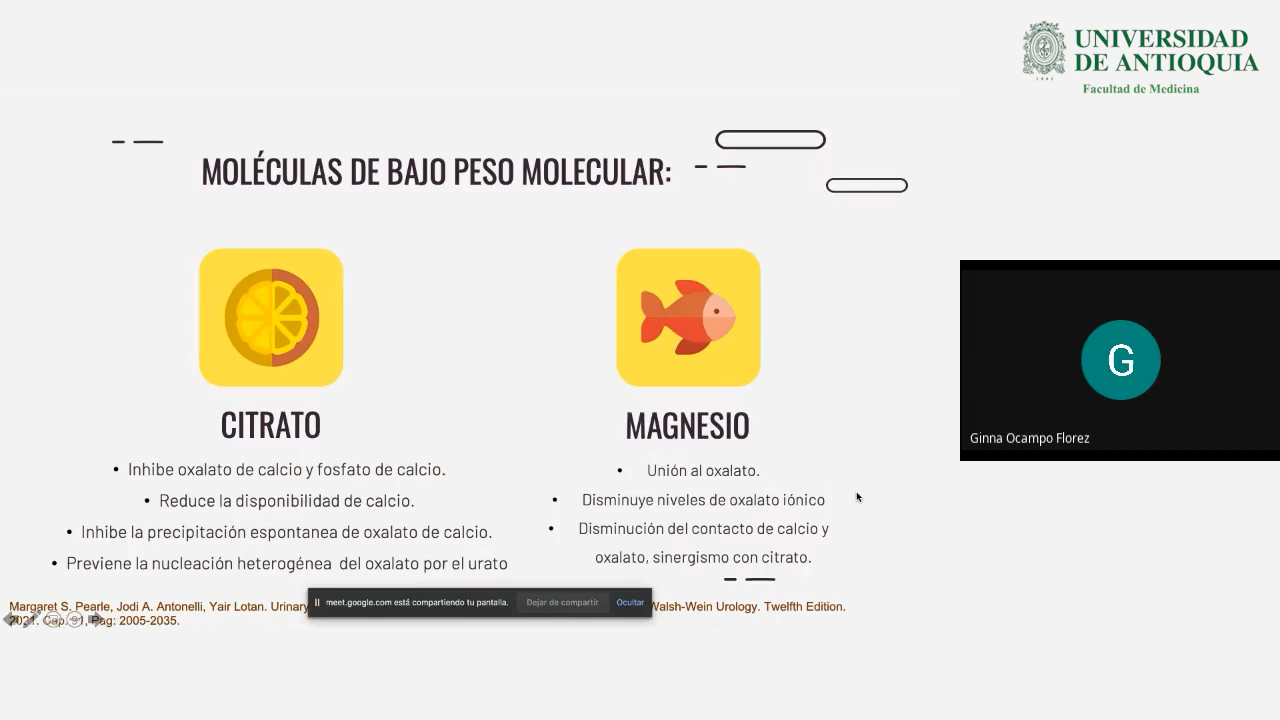 UNIVERSIDAD
DE ANTIOQUIA
Facultad de Medicina
MOLÉCULAS DE BAJO PESO MOLECULAR:
CITRATO
• Inhibe oxalato de calcio y fosfato de calcio.
• Reduce la disponibilidad de calcio.
• Inhibe la precipitación espontanea de oxalato de calcio.
• Previene la nucleación heterogénea del oxalato por el urato
MAGNESIO
• Unión al oxalato.
• Disminuye niveles de oxalato iónico
• Disminución del contacto de calcio y
oxalato, sinergismo con citrato.
G
Ginna Ocampo Florez
meet.google.com está compartiendo tu pantalla.
Dejar de compartir
Ocultar
Margaret S. Pearle, Jodi A. Antonelli, Yair Lotan. Urinary Walsh-Wein Urology. Twelfth Edition.
2021. Cap. 91, Pag: 2005-2035.